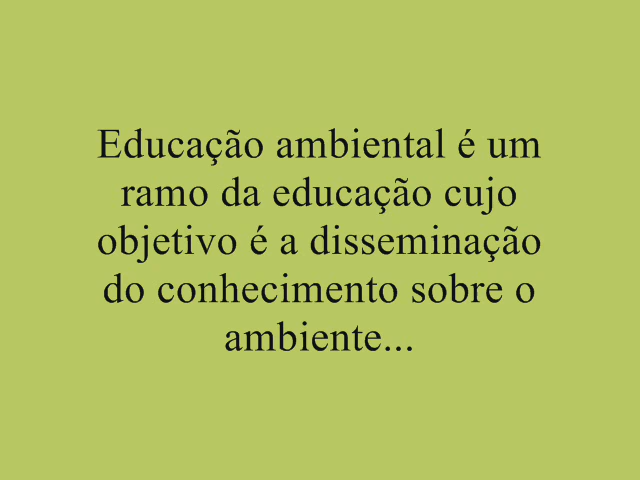 Educação ambiental é um
ramo da educação cujo
objetivo é a disseminação
do conhecimento sobre o
ambiente...